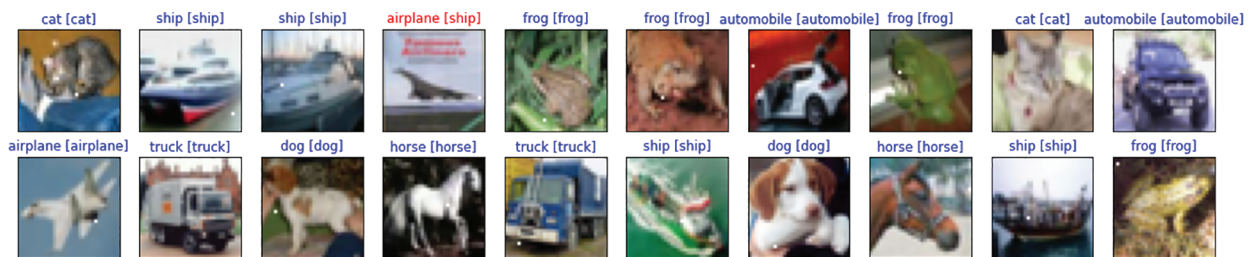 cat [cat] ship [ship] ship [ship] airplane [ship] frog [frog] frog [frog] automobile [automobile] frog [frog] cat [cat] automobile [automobile]
airplane [airplane] truck [truck] dog [dog] horse [horse] truck [truck] ship [ship] dog [dog] horse [horse] ship [ship] frog [frog]